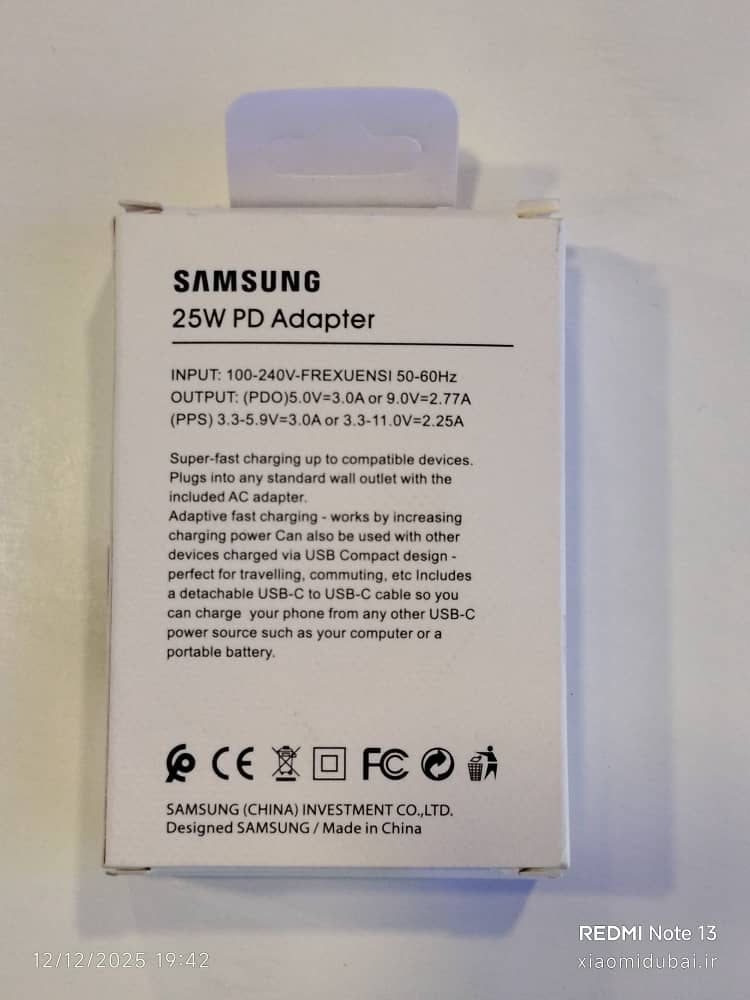 SAMSUNG
25W PD Adapter
INPUT: 100-240V-FREXUENSI 50-60Hz
OUTPUT: (PDO)5.0V=3.0A or 9.0V=2.77A
(PPS) 3.3-5.9V=3.0A or 3.3-11.0V=2.25A
Super-fast charging up to compatible devices.
Plugs into any standard wall outlet with the
included AC adapter.
Adaptive fast charging - works by increasing
charging power Can also be used with other
devices charged via USB Compact design -
perfect for travelling, commuting, etc Includes
a detachable USB-C to USB-C cable so you
can charge your phone from any other USB-C
power source such as your computer or a
portable battery.
CE FC
SAMSUNG (CHINA) INVESTMENT CO.,LTD.
Designed SAMSUNG / Made in China
REDMI Note 13
12/12/2025 19:42
xiaomidubai.ir